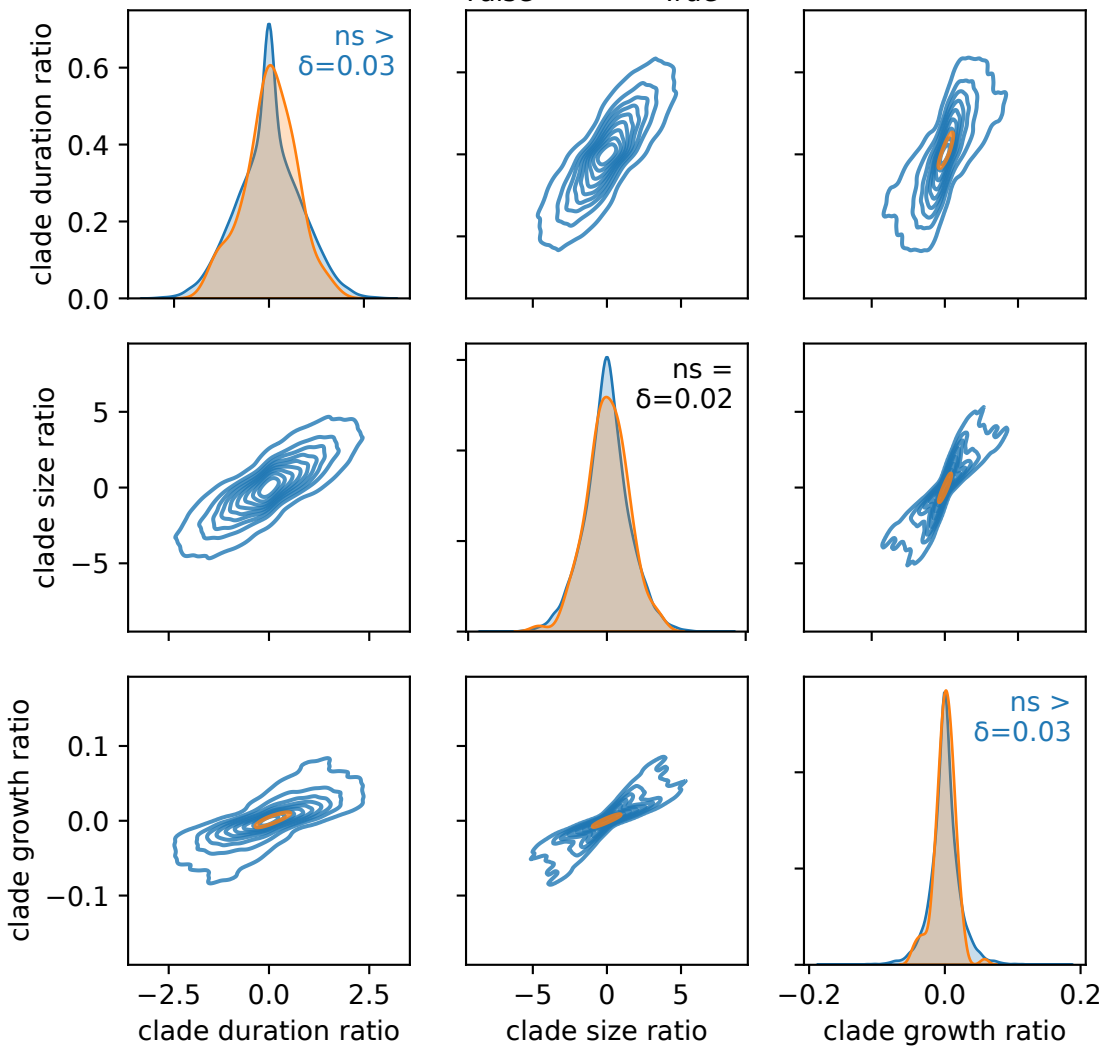 clade duration ratio
0.6
0.4
0.2
0.0
ns >
δ=0.03
clade size ratio
5
0
−5
ns =
δ=0.02
clade growth ratio
0.1
0.0
−0.1
ns >
δ=0.03
−2.5 0.0 2.5
−5 0 5
−0.2 0.0 0.2
clade duration ratio
clade size ratio
clade growth ratio